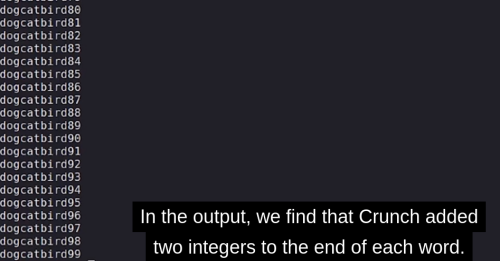 dogcatbird80
dogcatbird81
dogcatbird82
dogcatbird83
dogcatbird84
dogcatbird85
dogcatbird86
dogcatbird87
dogcatbird88
dogcatbird89
dogcatbird90
dogcatbird91
dogcatbird92
dogcatbird93
dogcatbird94
dogcatbird95
dogcatbird96
dogcatbird97
dogcatbird98
dogcatbird99
In the output, we find that Crunch added
two integers to the end of each word.